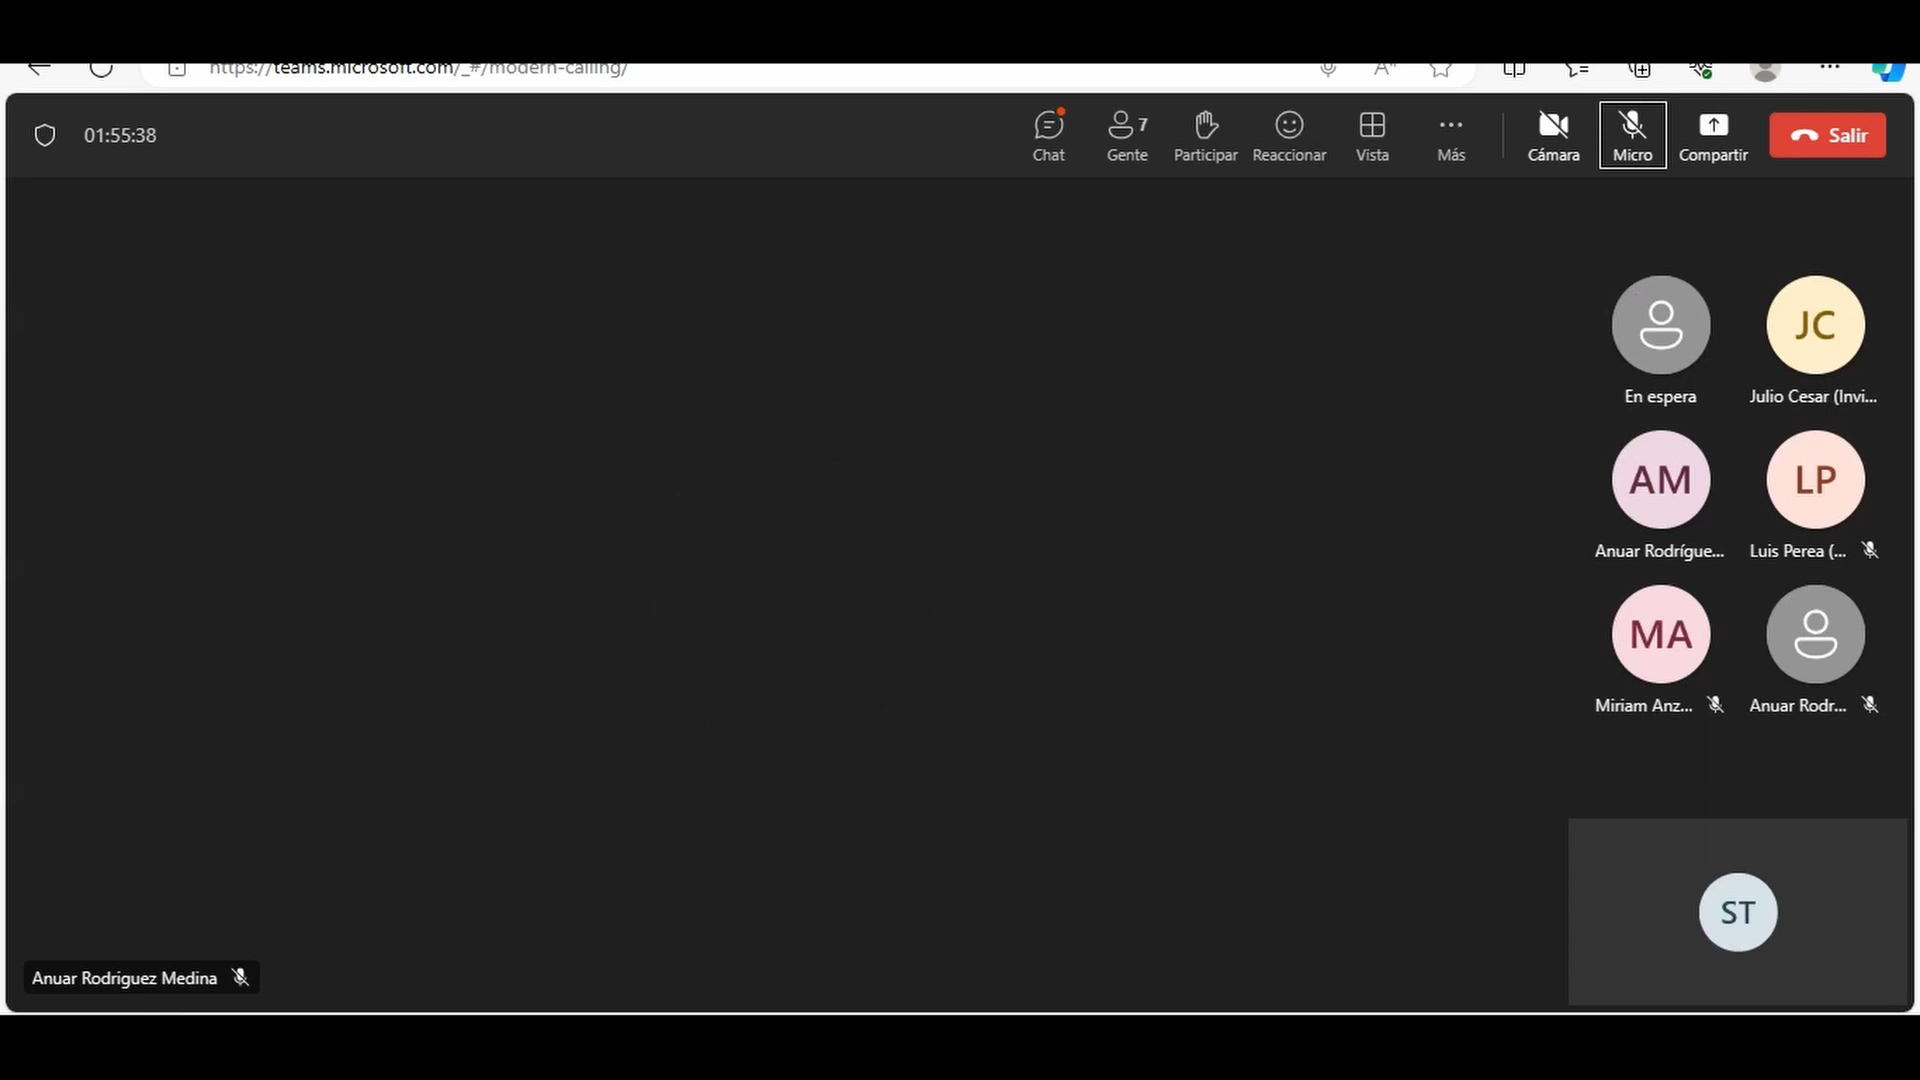 https://teams.microsoft.com/_#/modern-calling/
01:55:38
7
Chat Gente Participar Reaccionar Vista Más Cámara Micro Compartir Salir
En espera
JC
Julio Cesar (Invi...
AM
Anuar Rodrígue...
LP
Luis Perea (...
MA
Miriam Anz...
Anuar Rodr...
ST
Anuar Rodriguez Medina